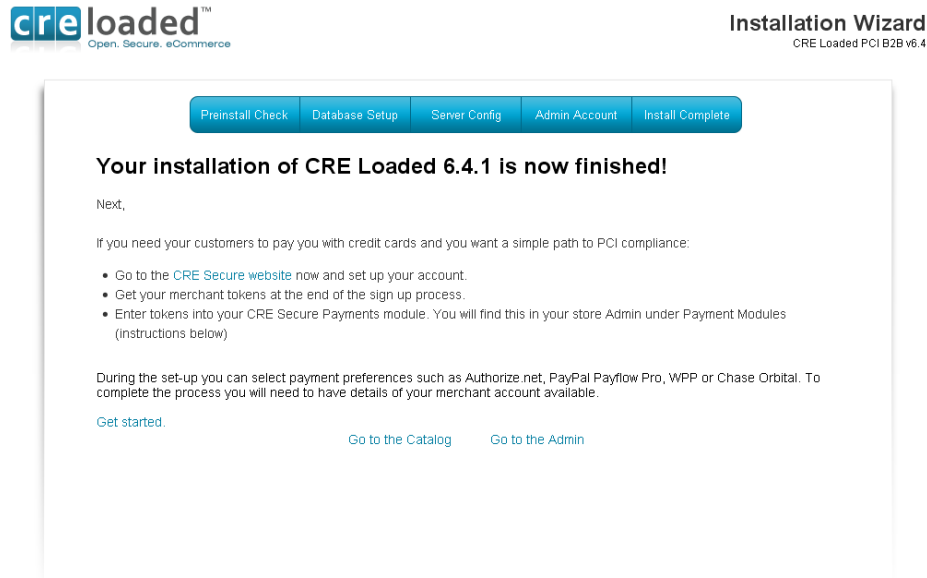 cre loaded™
Open. Secure. eCommerce
Installation Wizard
CRE Loaded PCI B2B v6.4
Preinstall Check
Database Setup
Server Config
Admin Account
Install Complete
Your installation of CRE Loaded 6.4.1 is now finished!
Next,
If you need your customers to pay you with credit cards and you want a simple path to PCI compliance:
• Go to the CRE Secure website now and set up your account.
• Get your merchant tokens at the end of the sign up process.
• Enter tokens into your CRE Secure Payments module. You will find this in your store Admin under Payment Modules
(instructions below)
During the set-up you can select payment preferences such as Authorize.net, PayPal Payflow Pro, WPP or Chase Orbital. To
complete the process you will need to have details of your merchant account available.
Get started.
Go to the Catalog
Go to the Admin